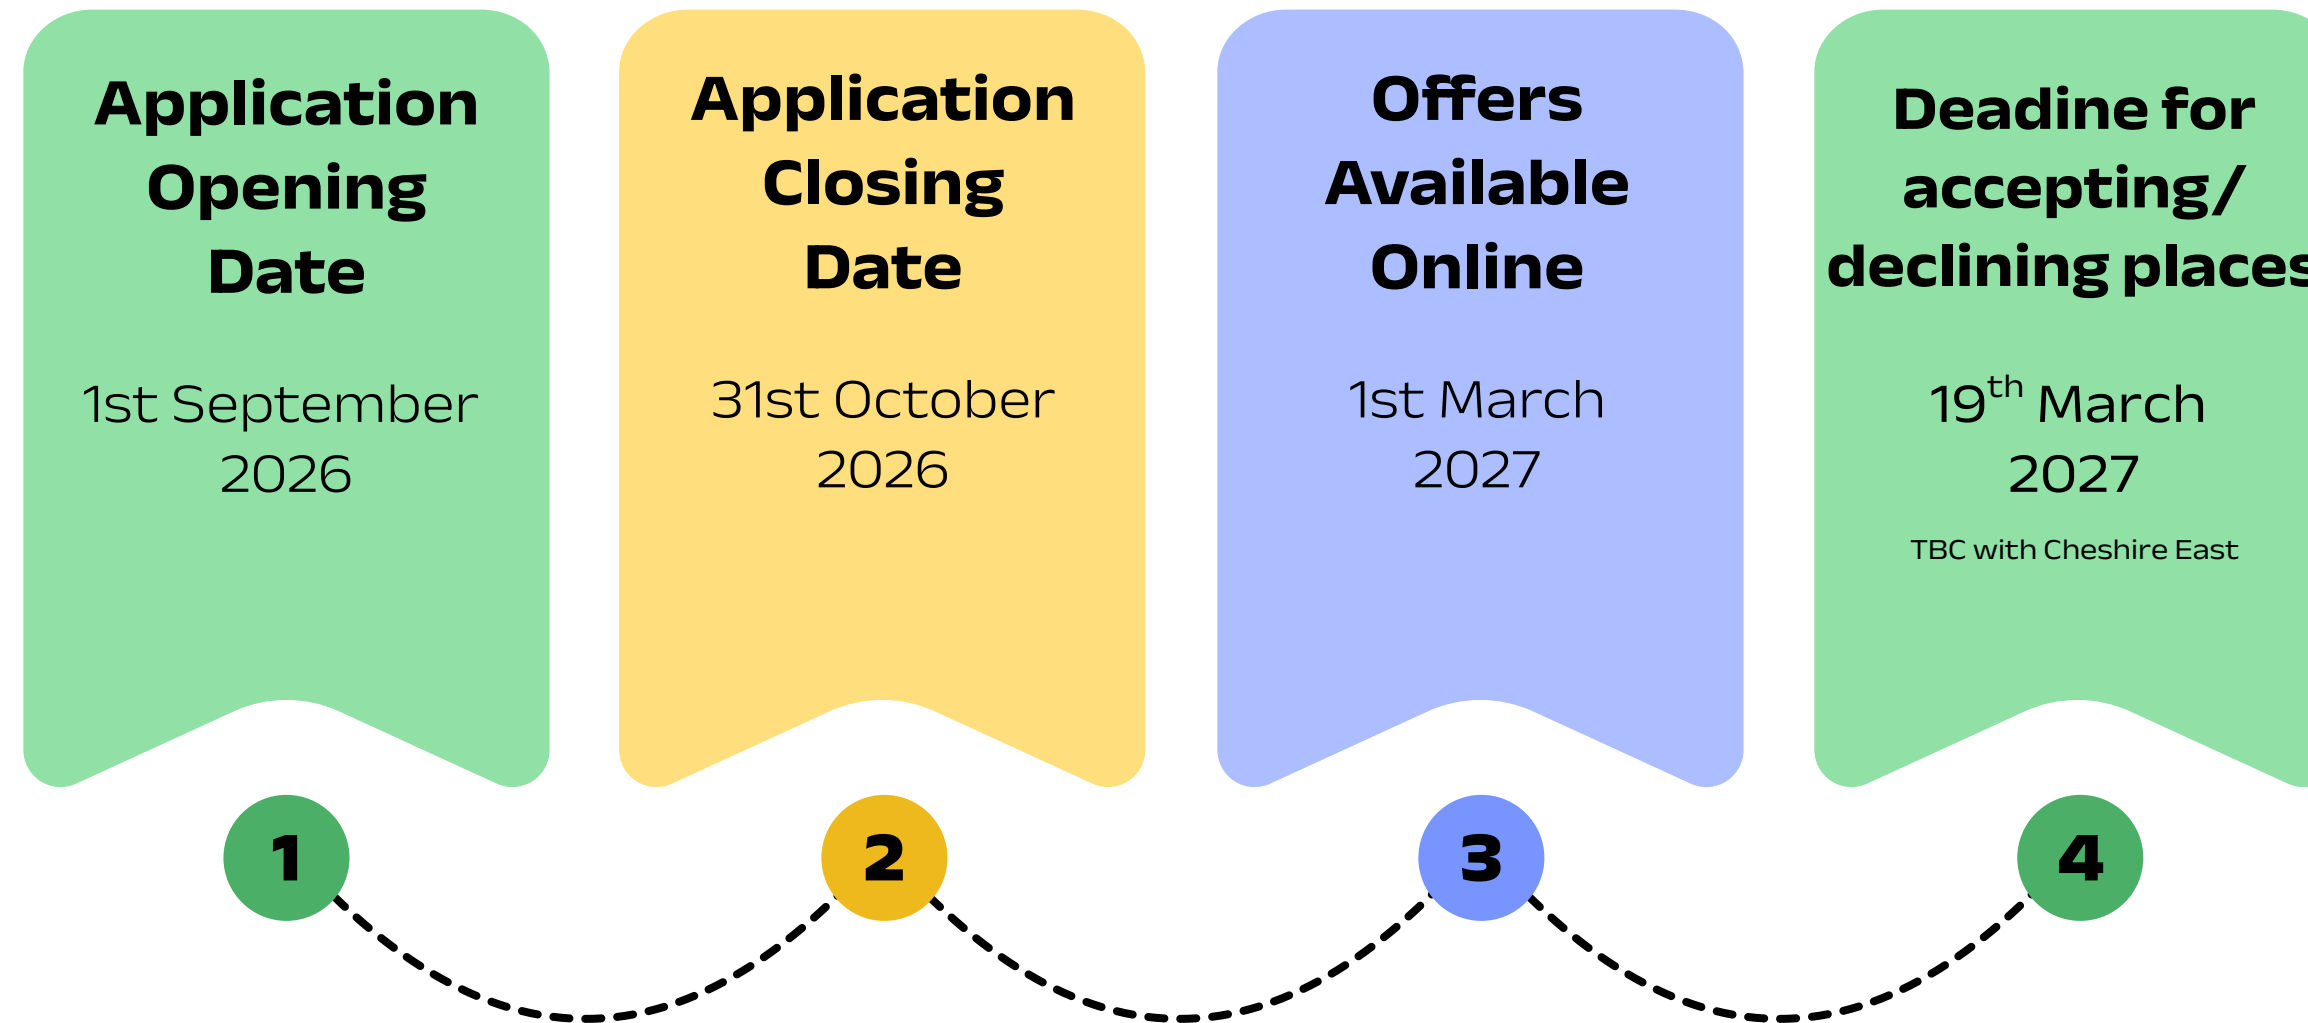 Application
Opening
Date
1st September
2026
Application
Closing
Date
31st October
2026
Offers
Available
Online
1st March
2027
Deadine for
accepting/
declining places
19th March
2027
TBC with Cheshire East
1
2
3
4